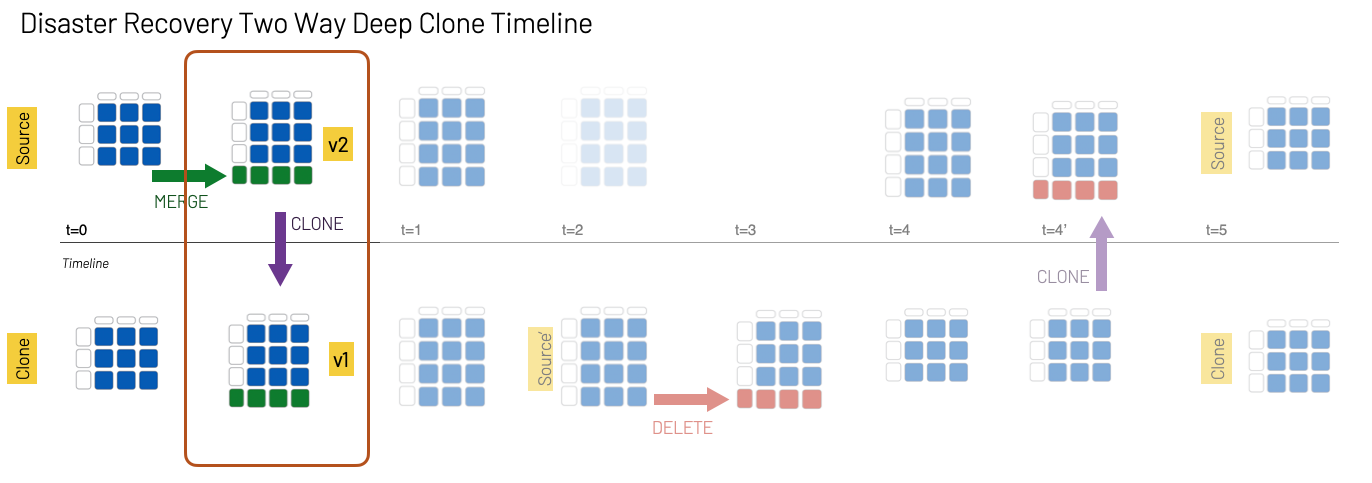 Disaster Recovery Two Way Deep Clone Timeline
Source
v2
Source
MERGE
CLONE
t=0
t=1
t=2
t=3
t=4
t=4'
t=5
Timeline
CLONE
Clone
v1
Source'
Clone
DELETE